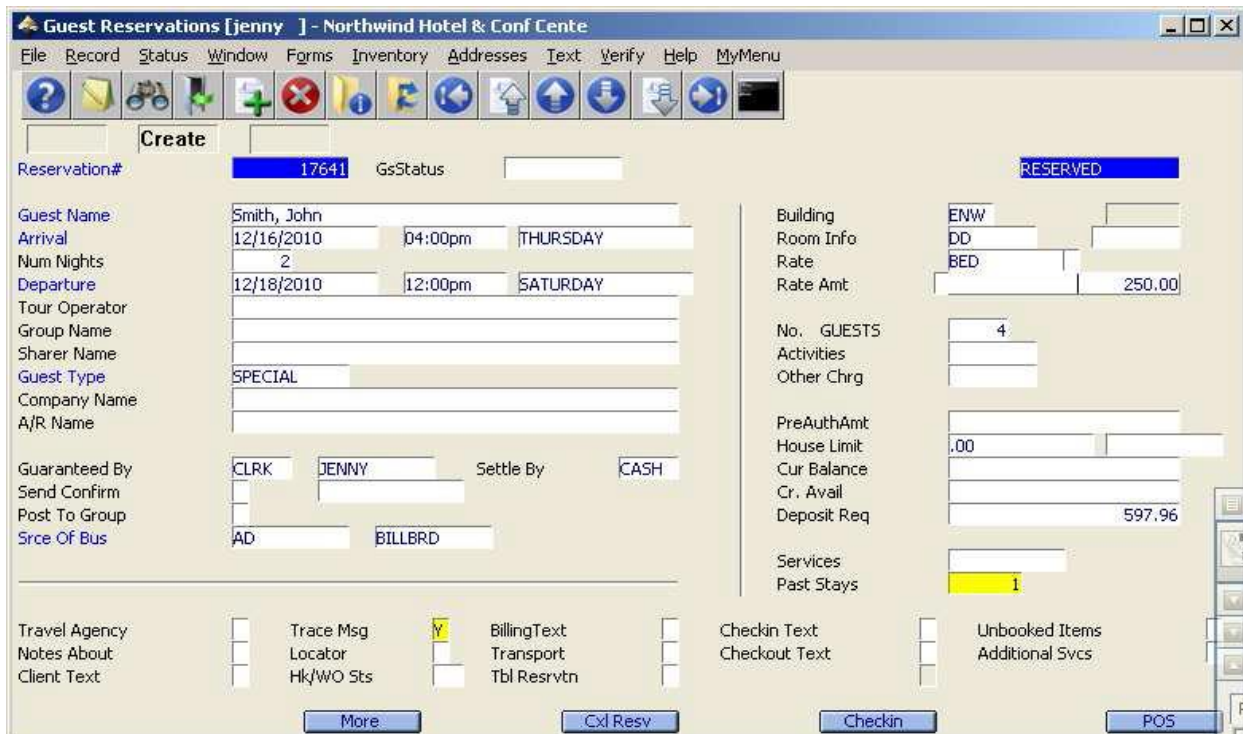 Guest Reservations [jenny ] - Northwind Hotel & Conf Cente
File Record Status Window Forms Inventory Addresses Text Verify Help MyMenu
Create
Reservation# 17641 GsStatus RESERVED
Guest Name Smith, John Building ENW
Arrival 12/16/2010 04:00pm THURSDAY Room Info DD
Num Nights 2 Rate BED
Departure 12/18/2010 12:00pm SATURDAY Rate Amt 250.00
Tour Operator
Group Name No. GUESTS 4
Sharer Name Activities
Guest Type SPECIAL Other Chrg
Company Name
A/R Name PreAuthAmt
House Limit .00
Guaranteed By CLRK JENNY Settle By CASH Cur Balance
Send Confirm Cr. Avail
Post To Group Deposit Req 597.96
Srce Of Bus AD BILLBRD
Services
Past Stays 1
Travel Agency Trace Msg Y BillingText Checkin Text Unbooked Items
Notes About Locator Transport Checkout Text Additional Svcs
Client Text Hk/WO Sts Tbl Resrvtn
More Cxl Resv Checkin POS